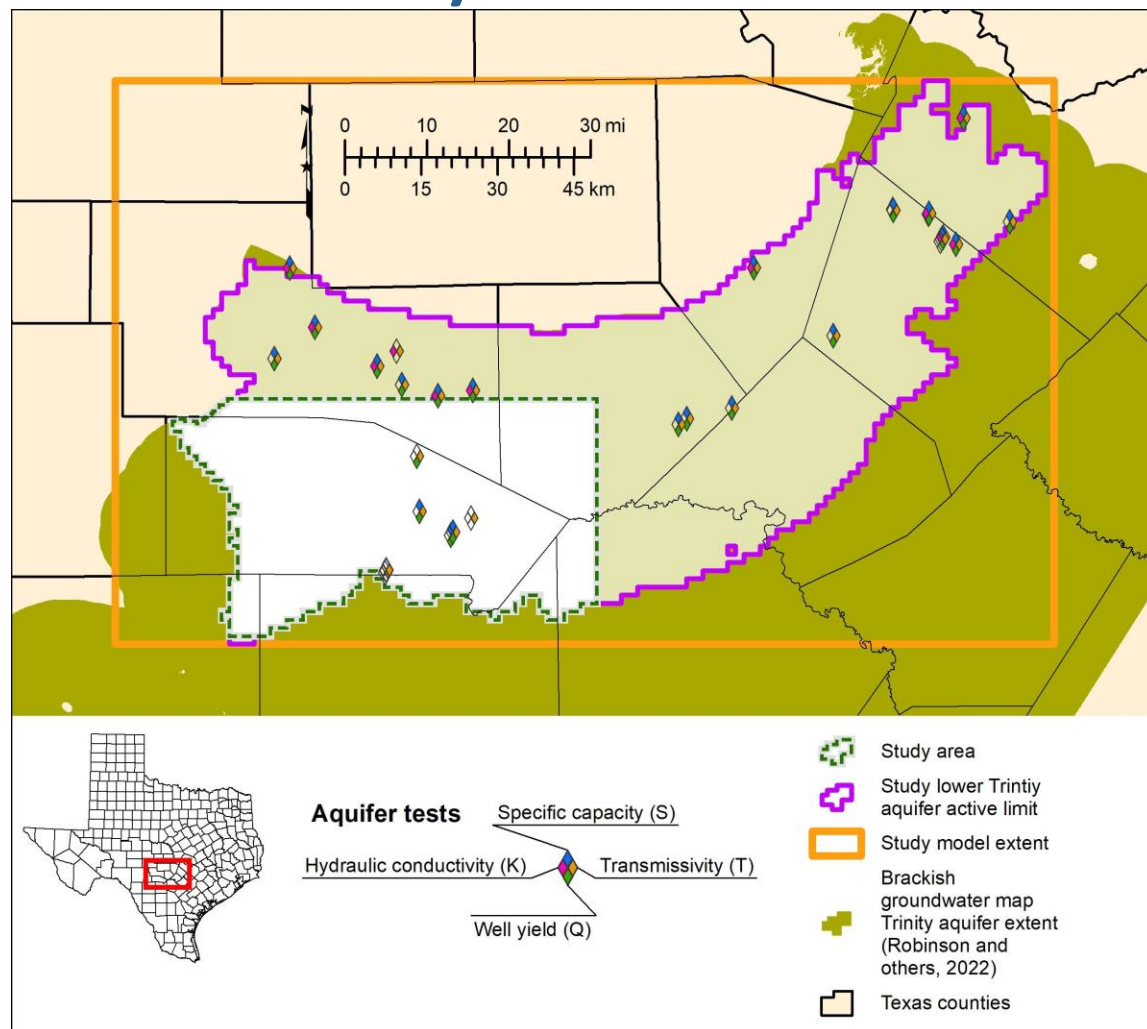 N
0 10 20 30 mi
0 15 30 45 km
Aquifer tests
Specific capacity (S)
Hydraulic conductivity (K)
Transmissivity (T)
Well yield (Q)
Study area
Study lower Trintiy
aquifer active limit
Study model extent
Brackish
groundwater map
Trinity aquifer extent
(Robinson and
others, 2022)
Texas counties